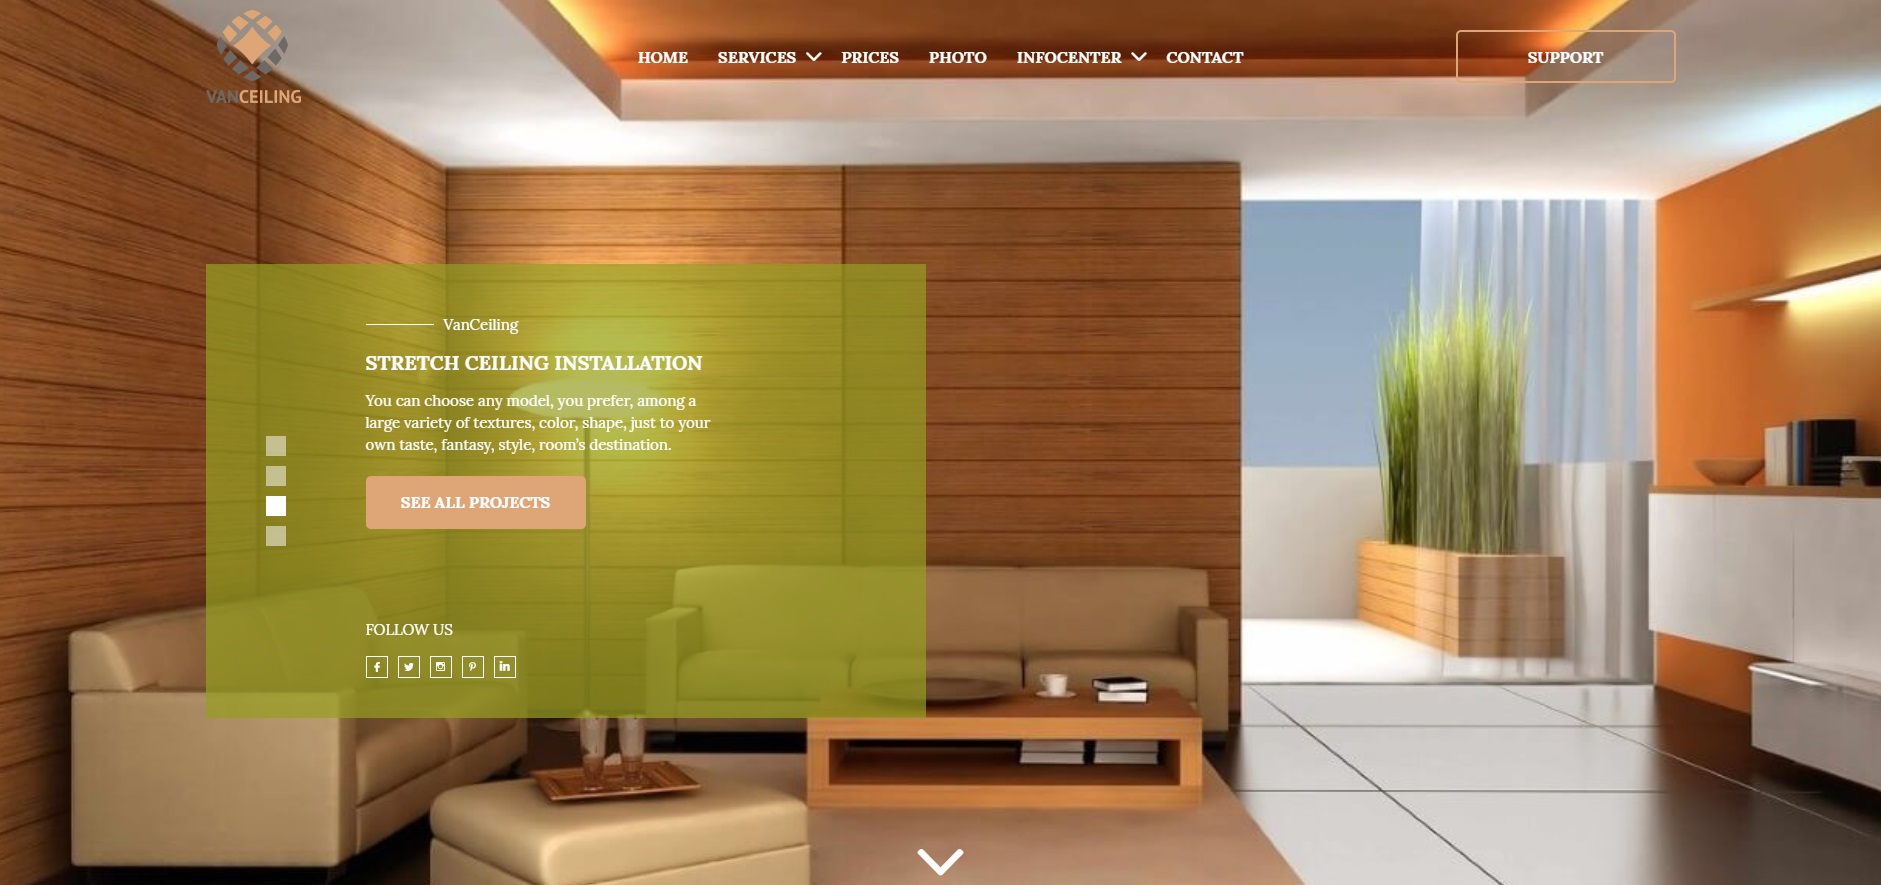 VANCEILING
HOME SERVICES PRICES PHOTO INFOCENTER CONTACT
SUPPORT
VanCeiling
STRETCH CEILING INSTALLATION
You can choose any model, you prefer, among a
large variety of textures, color, shape, just to your
own taste, fantasy, style, room's destination.
SEE ALL PROJECTS
FOLLOW US